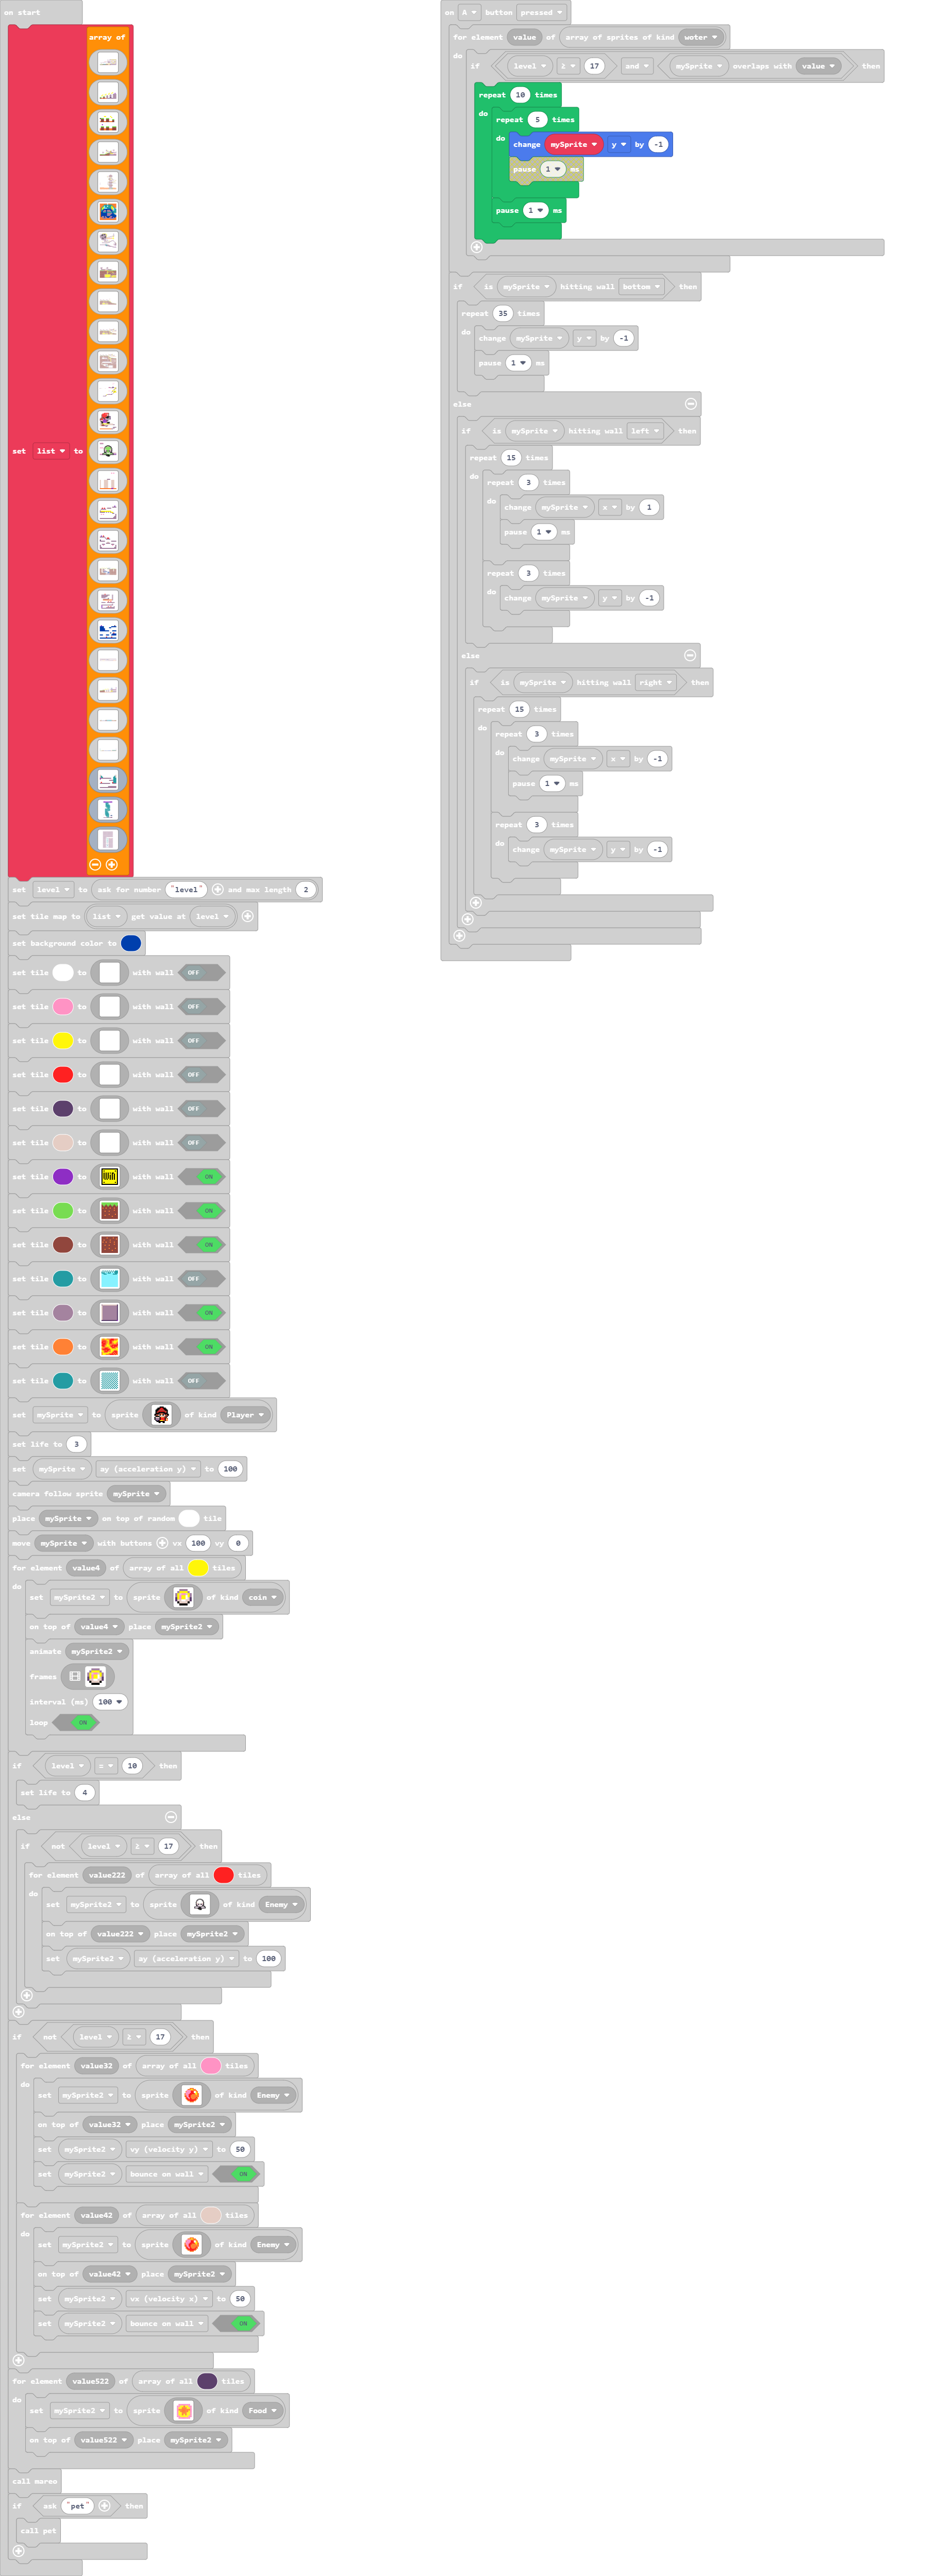 on start
array of
set list to
set level to ask for number "level" and max length 2
set tile map to list get value at level
set background color to
set tile to with wall OFF
set tile to with wall OFF
set tile to with wall OFF
set tile to with wall OFF
set tile to with wall OFF
set tile to with wall OFF
set tile to Win with wall ON
set tile to with wall ON
set tile to with wall ON
set tile to with wall OFF
set tile to with wall ON
set tile to with wall ON
set tile to with wall OFF
set mySprite to sprite of kind Player
set life to 3
set mySprite ay (acceleration y) to 100
camera follow sprite mySprite
place mySprite on top of random tile
move mySprite with buttons vx 100 vy 0
for element value4 of array of all tiles
do
set mySprite2 to sprite of kind coin
on top of value4 place mySprite2
animate mySprite2
frames
interval (ms) 100
loop ON
if level = 10 then
set life to 4
else
if not level ≥ 17 then
for element value222 of array of all tiles
do
set mySprite2 to sprite of kind Enemy
on top of value222 place mySprite2
set mySprite2 ay (acceleration y) to 100
if not level ≥ 17 then
for element value32 of array of all tiles
do
set mySprite2 to sprite of kind Enemy
on top of value32 place mySprite2
set mySprite2 vy (velocity y) to 50
set mySprite2 bounce on wall ON
for element value42 of array of all tiles
do
set mySprite2 to sprite of kind Enemy
on top of value42 place mySprite2
set mySprite2 vx (velocity x) to 50
set mySprite2 bounce on wall ON
for element value522 of array of all tiles
do
set mySprite2 to sprite of kind Food
on top of value522 place mySprite2
call mareo
if ask "pet" then
call pet
on A button pressed
for element value of array of sprites of kind woter
do
if level ≥ 17 and mySprite overlaps with value then
repeat 10 times
do
repeat 5 times
do
change mySprite y by -1
pause 1 ms
pause 1 ms
if is mySprite hitting wall bottom then
repeat 35 times
do
change mySprite y by -1
pause 1 ms
else
if is mySprite hitting wall left then
repeat 15 times
do
repeat 3 times
do
change mySprite x by 1
pause 1 ms
repeat 3 times
do
change mySprite y by -1
else
if is mySprite hitting wall right then
repeat 15 times
do
repeat 3 times
do
change mySprite x by -1
pause 1 ms
repeat 3 times
do
change mySprite y by -1